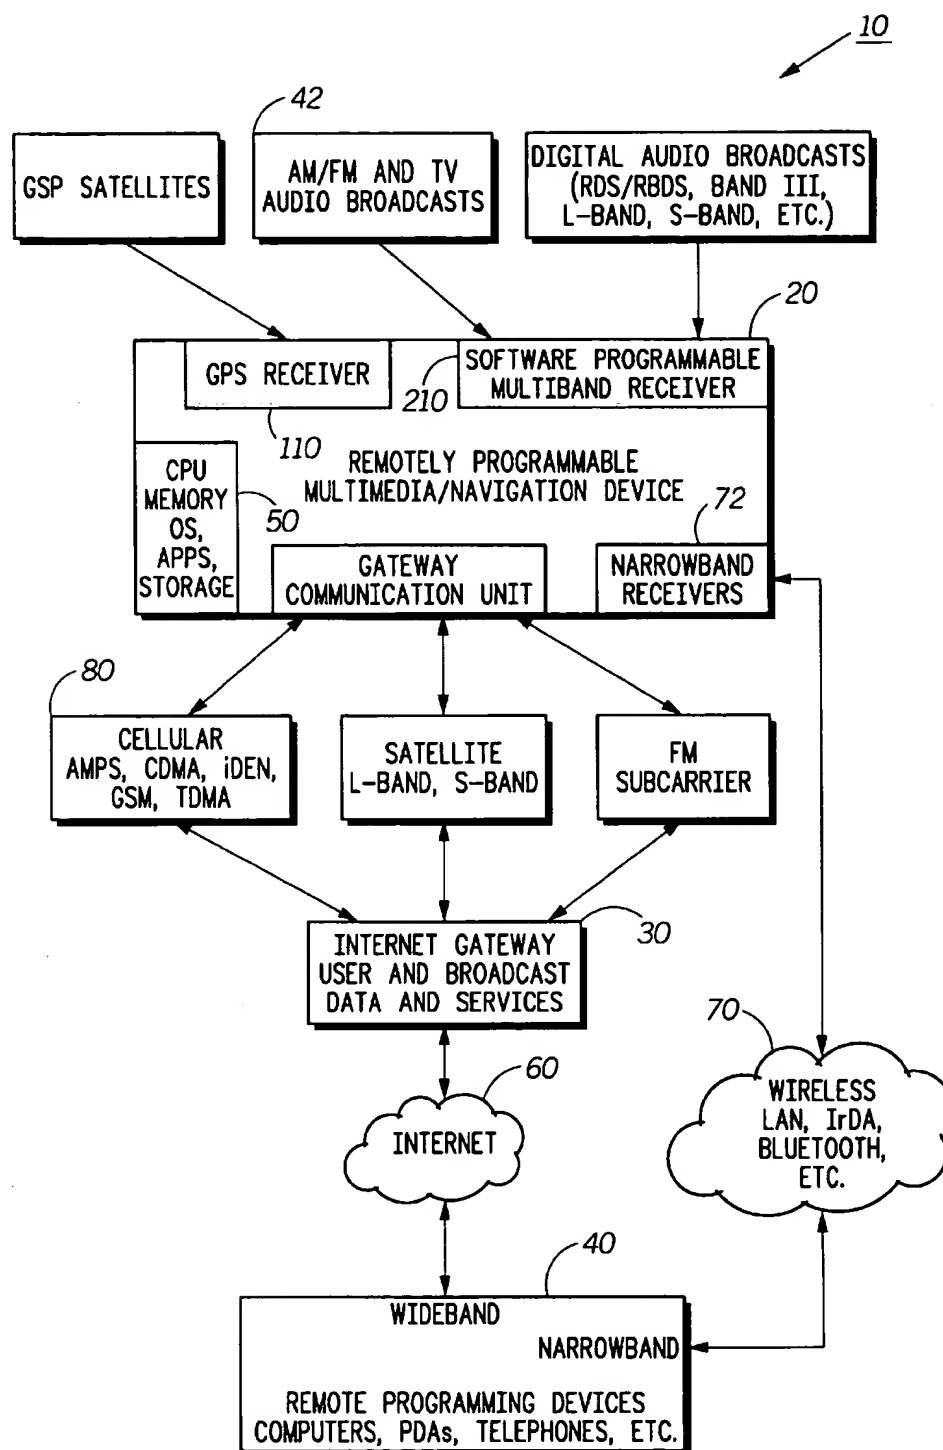 10
42
GSP SATELLITES
AM/FM AND TV
AUDIO BROADCASTS
DIGITAL AUDIO BROADCASTS
(RDS/RBDS, BAND III,
L-BAND, S-BAND, ETC.)
20
GPS RECEIVER
110
210
SOFTWARE PROGRAMMABLE
MULTIBAND RECEIVER
REMOTELY PROGRAMMABLE
MULTIMEDIA/NAVIGATION DEVICE
CPU
MEMORY
OS,
APPS,
STORAGE
50
72
GATEWAY
COMMUNICATION UNIT
NARROWBAND
RECEIVERS
80
CELLULAR
AMPS, CDMA, iDEN,
GSM, TDMA
SATELLITE
L-BAND, S-BAND
FM
SUBCARRIER
30
INTERNET GATEWAY
USER AND BROADCAST
DATA AND SERVICES
60
INTERNET
70
WIRELESS
LAN, IrDA,
BLUETOOTH,
ETC.
40
WIDEBAND
NARROWBAND
REMOTE PROGRAMMING DEVICES
COMPUTERS, PDAs, TELEPHONES, ETC.